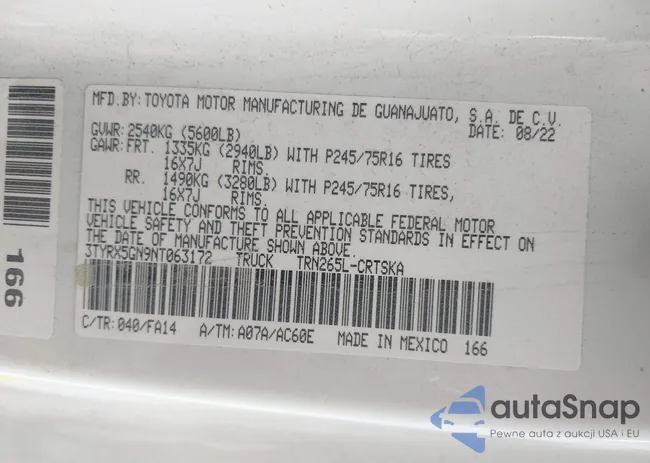 MFD.BY:TOYOTA MOTOR MANUFACTURING DE GUANAJUATO, S.A. DE C.V.
GVWR:2540KG (5600LB) DATE: 08/22
GAWR:FRT. 1335KG (2940LB) WITH P245/75R16 TIRES
16X7J RIMS,
RR. 1490KG (3280LB) WITH P245/75R16 TIRES,
16X7J RIMS.
THIS VEHICLE CONFORMS TO ALL APPLICABLE FEDERAL MOTOR
VEHICLE SAFETY AND THEFT PREVENTION STANDARDS IN EFFECT ON
THE DATE OF MANUFACTURE SHOWN ABOVE.
3TYRX5GN9NT063172 TRUCK TRN265L-CRTSKA
C/TR:040/FA14 A/TM:A07A/AC60E MADE IN MEXICO 166
166
autaSnap
Pewne auta z aukcji USA i EU